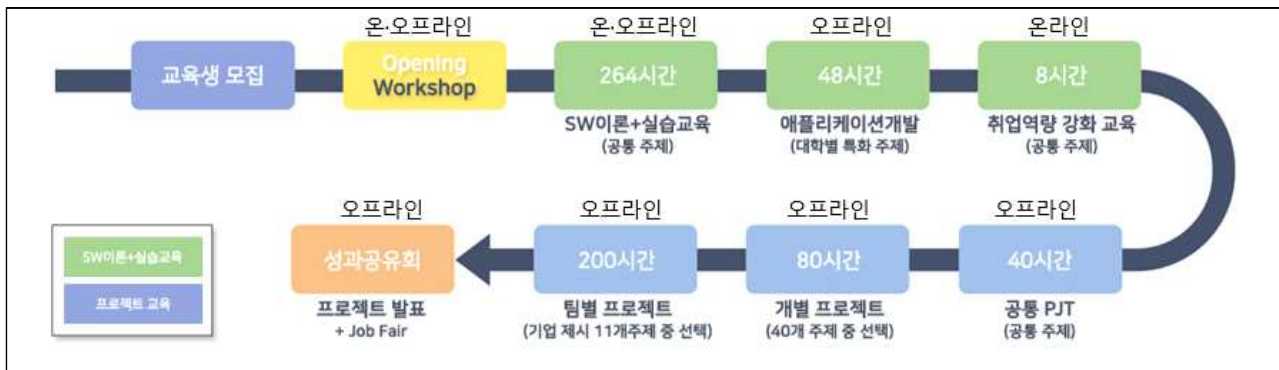 온·오프라인
온·오프라인
오프라인
온라인
교육생 모집
Opening
Workshop
264시간
48시간
8시간
SW이론+실습교육
(공통 주제)
애플리케이션개발
(대학별 특화 주제)
취업역량 강화 교육
(공통 주제)
오프라인
오프라인
오프라인
오프라인
성과공유회
200시간
80시간
40시간
프로젝트 발표
+ Job Fair
팀별 프로젝트
(기업 제시 11개주제 중 선택)
개별 프로젝트
(40개 주제 중 선택)
공통 PJT
(공통 주제)
SW이론+실습교육
프로젝트 교육